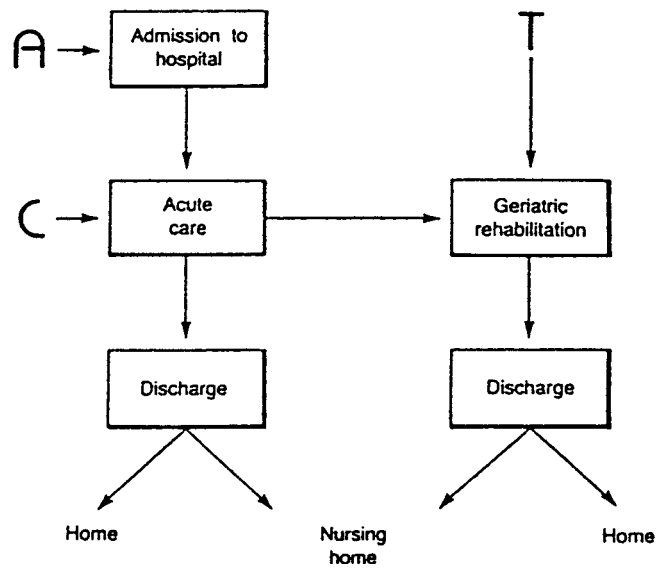 A
Admission to
hospital
T
C
Acute
care
Geriatric
rehabilitation
Discharge
Discharge
Home
Nursing
home
Home